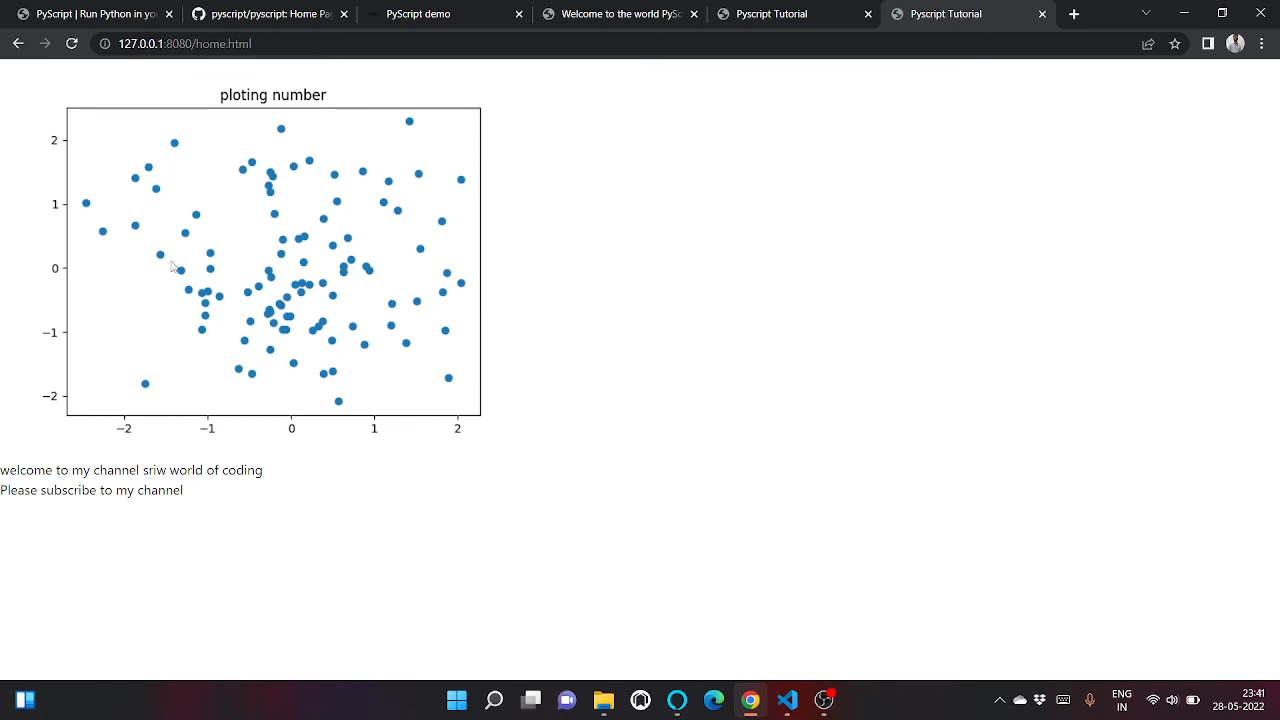 PyScript | Run Python in you
pyscript/pyscript: Home Pag
PyScript demo
Welcome to the world PySc
Pyscript Tutorial
Pyscript Tutorial
127.0.0.1:8080/home.html
ploting number
2
1
0
−1
−2
−2 −1 0 1 2
welcome to my channel sriw world of coding
Please subscribe to my channel
ENG 23:41
IN 28-05-2022